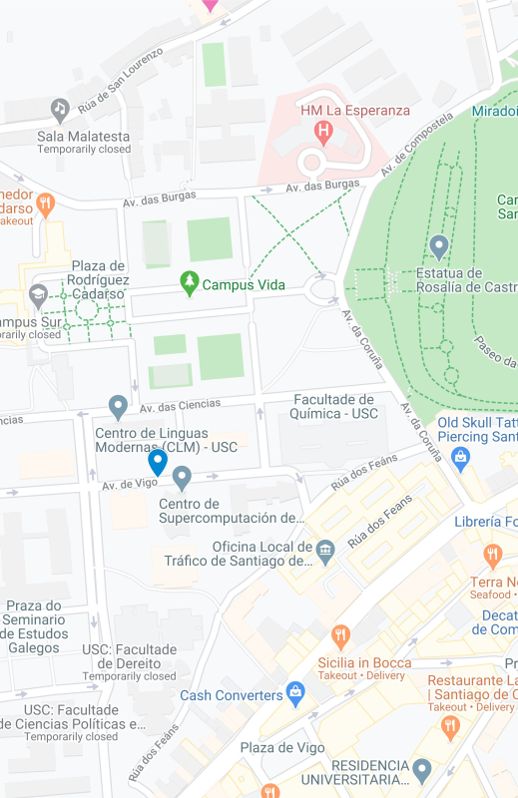 Rúa de San Lourenzo
Sala Malatesta
Temporarily closed
HM La Esperanza
H
Miradoi
Av. de Compostela
Av. das Burgas
Av. das Burgas
medor
darso
akeout
Car
San
Plaza de
Rodríguez
Cadarso
Campus Vida
Estatua de
Rosalía de Castr
ampus Sur
orarily closed
Av. da Coruña
Paseo da
Facultade de
Química - USC
Av. das Ciencias
encias
Av. da Coruña
Old Skull Tatt
Piercing Sant
Centro de Linguas
Modernas (CLM) - USC
Av. de Vigo
Rúa dos Feáns
Centro de
Supercomputación de...
Rúa dos Feans
Librería Fo
Oficina Local de
Tráfico de Santiago de...
Terra No
Seafood •
Praza do
Seminario
de Estudos
Galegos
Decat
de Com
USC: Facultade
de Dereito
Temporarily closed
Sicilia in Bocca
Takeout • Delivery
Pr
Restaurante La
| Santiago de C
Takeout • Delivery
Cash Converters
USC: Facultade
de Ciencias Políticas e...
Temporarily closed
Rúa dos Feáns
Plaza de Vigo
RESIDENCIA
UNIVERSITARIA...